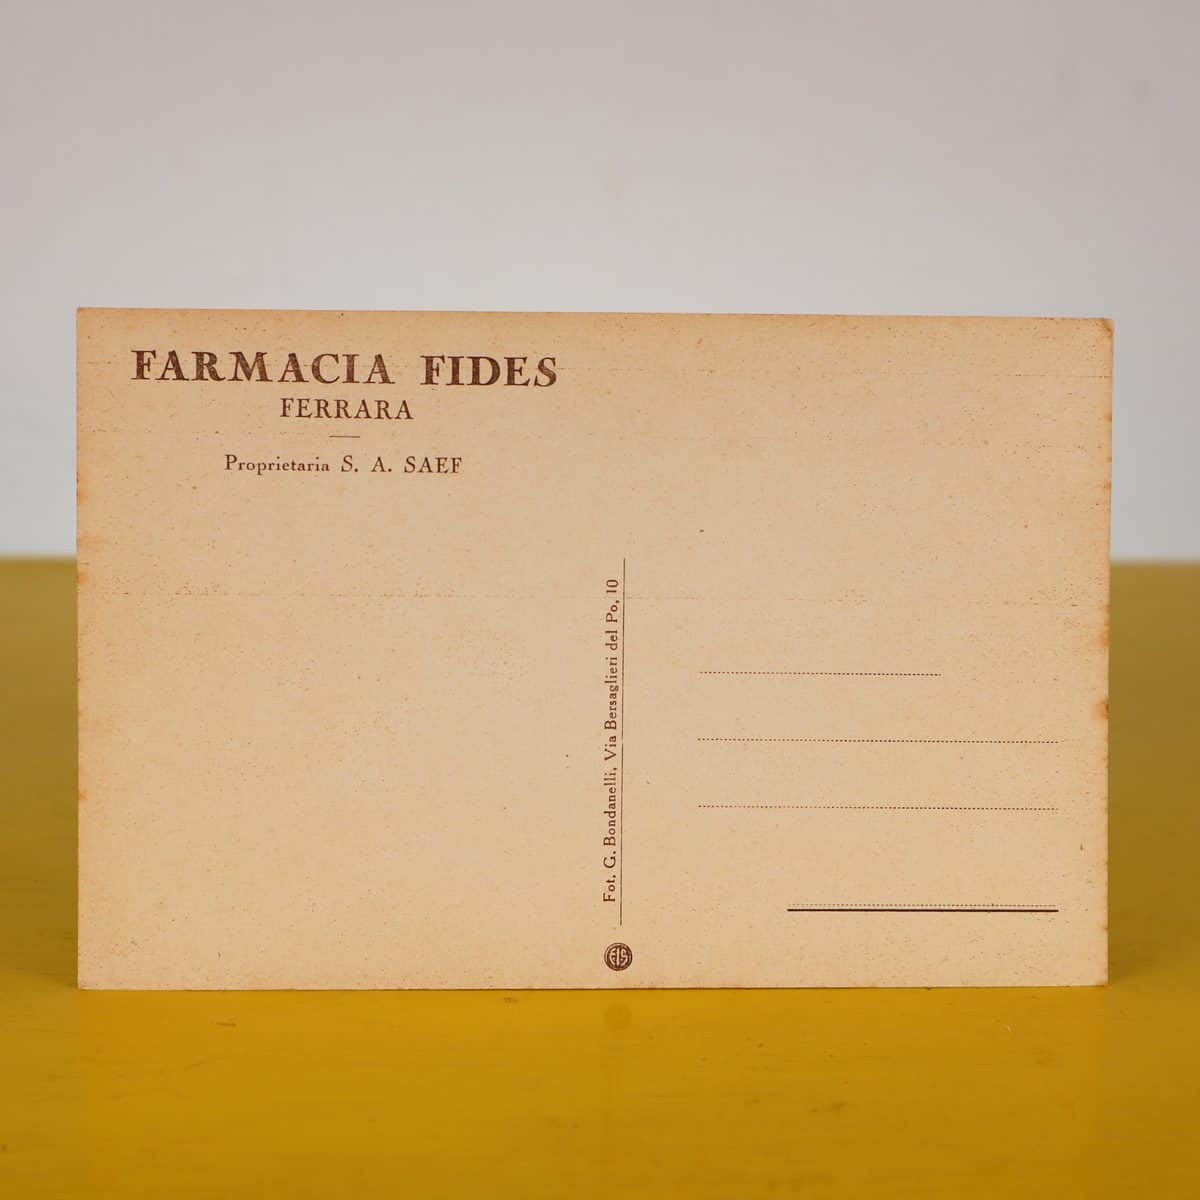 FARMACIA FIDES
FERRARA
Proprietaria S. A. SAEF
Fot. G. Bondanelli, Via Bersaglieri del Po, 10